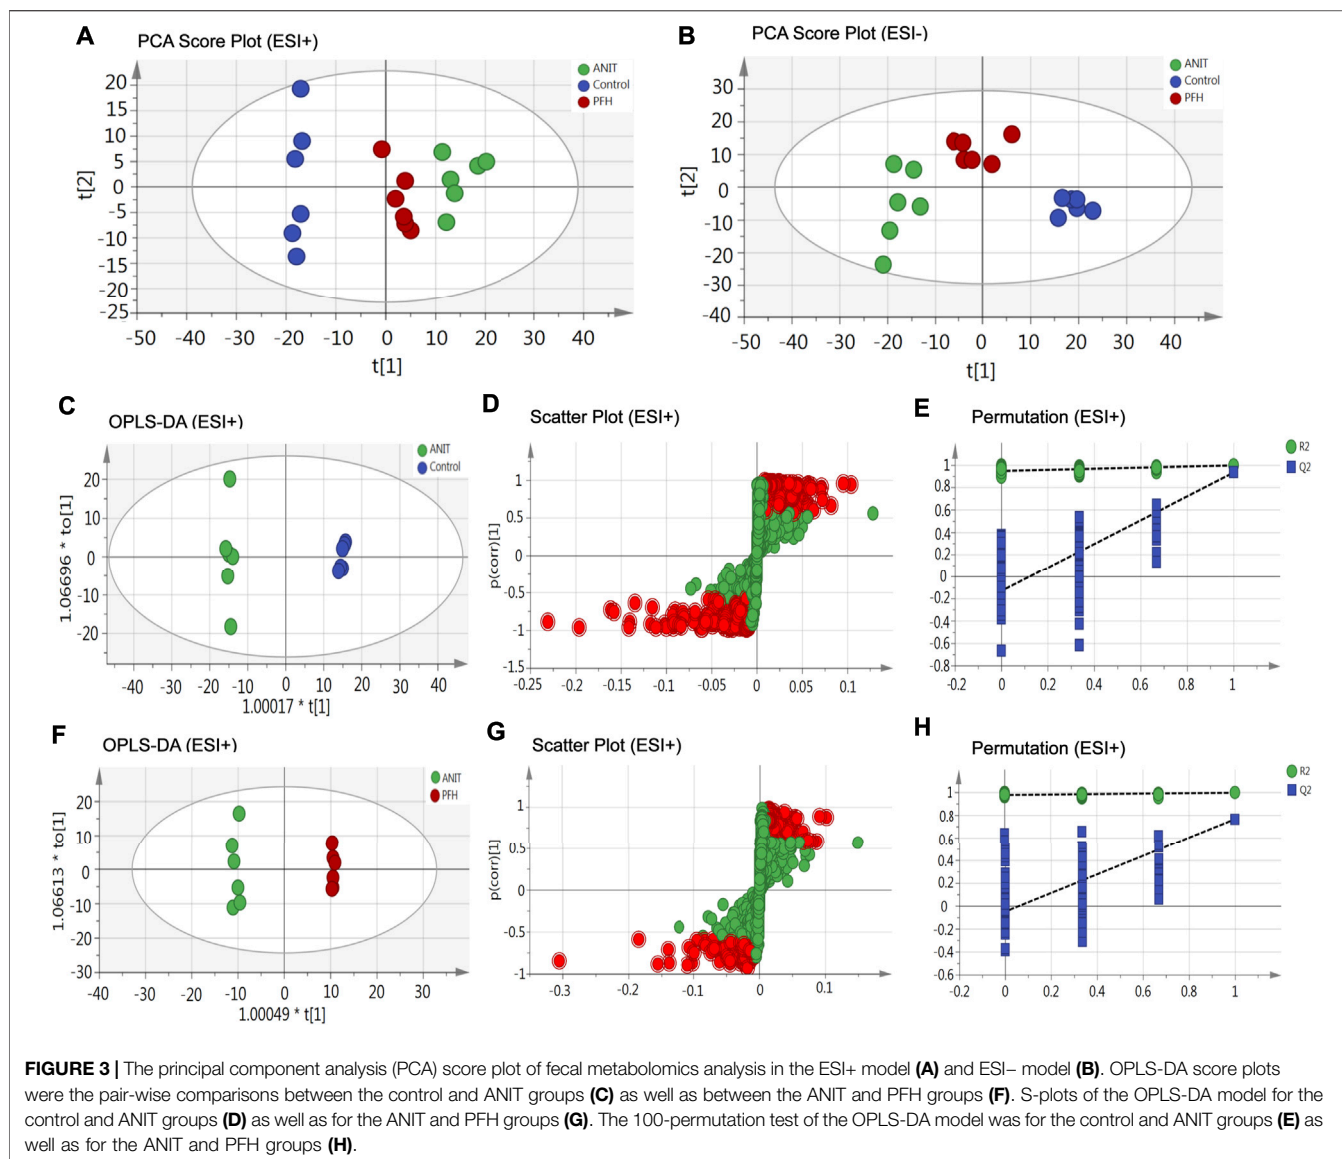 A
PCA Score Plot (ESI+)
ANIT
Control
PFH
20
15
10
5
0
-5
-10
-15
-20
-25
t[2]
-50 -40 -30 -20 -10 0 10 20 30 40
t[1]
B
PCA Score Plot (ESI-)
ANIT
Control
PFH
30
20
10
0
-10
-20
-30
-40
t[2]
-50 -40 -30 -20 -10 0 10 20 30 40
t[1]
C
OPLS-DA (ESI+)
ANIT
Control
20
10
0
-10
-20
1.06696 * to[1]
-40 -30 -20 -10 0 10 20 30 40
1.00017 * t[1]
D
Scatter Plot (ESI+)
1
0.5
0
-0.5
-1
-1.5
p(corr)[1]
-0.25 -0.2 -0.15 -0.1 -0.05 0 0.05 0.1
E
Permutation (ESI+)
R2
Q2
1
0.8
0.6
0.4
0.2
0
-0.2
-0.4
-0.6
-0.8
-0.2 0 0.2 0.4 0.6 0.8 1
F
OPLS-DA (ESI+)
ANIT
PFH
20
10
0
-10
-20
-30
1.06613 * to[1]
-40 -30 -20 -10 0 10 20 30
1.00049 * t[1]
G
Scatter Plot (ESI+)
1
0.5
0
-0.5
-1
p(corr)[1]
-0.3 -0.2 -0.1 0 0.1
H
Permutation (ESI+)
R2
Q2
1
0.8
0.6
0.4
0.2
0
-0.2
-0.4
-0.6
-0.2 0 0.2 0.4 0.6 0.8 1
FIGURE 3 | The principal component analysis (PCA) score plot of fecal metabolomics analysis in the ESI+ model (A) and ESI– model (B). OPLS-DA score plots
were the pair-wise comparisons between the control and ANIT groups (C) as well as between the ANIT and PFH groups (F). S-plots of the OPLS-DA model for the
control and ANIT groups (D) as well as for the ANIT and PFH groups (G). The 100-permutation test of the OPLS-DA model was for the control and ANIT groups (E) as
well as for the ANIT and PFH groups (H).